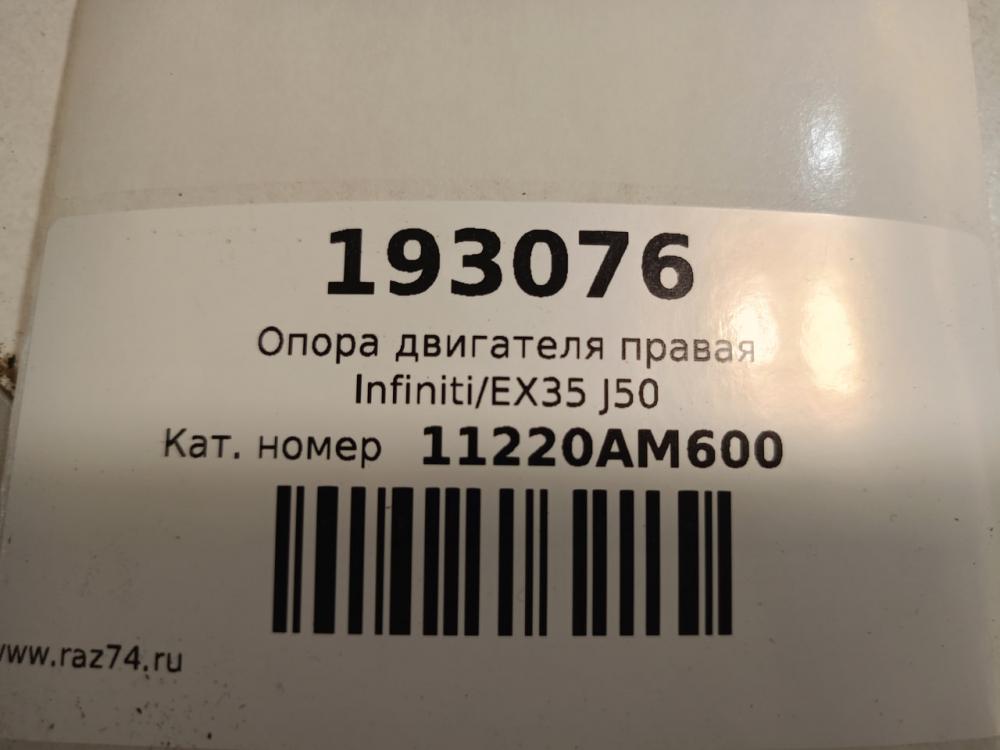 193076
Опора двигателя правая
Infiniti/EX35 J50
Кат. номер 11220AM600
www.raz74.ru